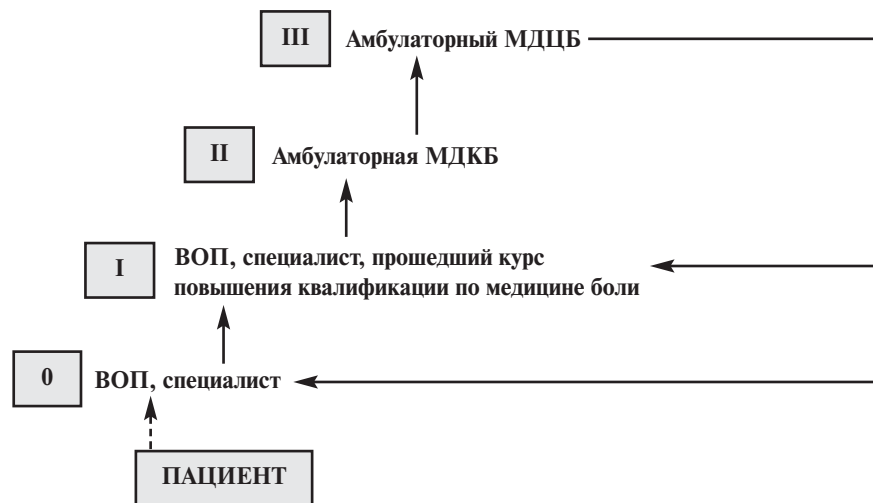 III Амбулаторный МДЦБ
II Амбулаторная МДКБ
I ВОП, специалист, прошедший курс
повышения квалификации по медицине боли
0 ВОП, специалист
ПАЦИЕНТ